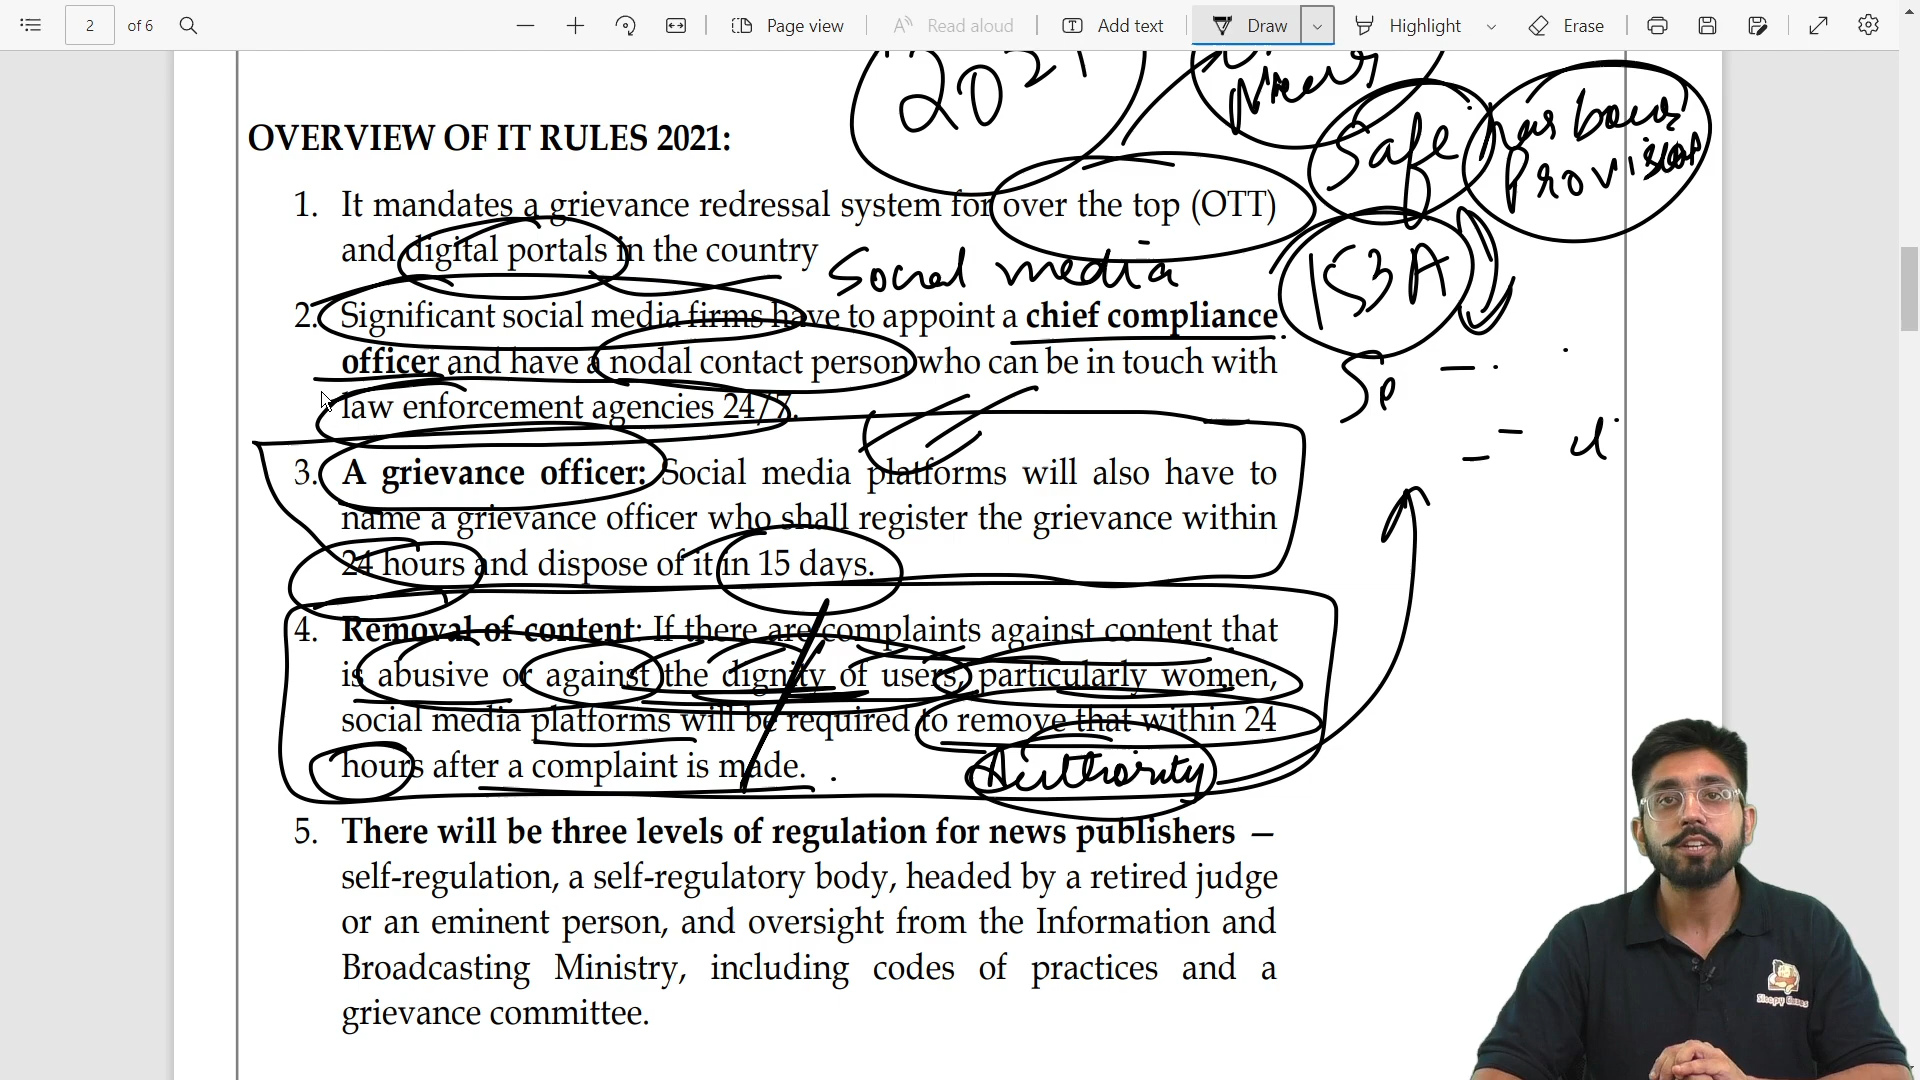 2
of 6
Page view
Read aloud
Add text
Draw
Highlight
Erase
2021
News
Safe harbour
Provision
OVERVIEW OF IT RULES 2021:
1. It mandates a grievance redressal system for over the top (OTT)
and digital portals in the country
Social media
153A
2. Significant social media firms have to appoint a chief compliance
officer and have a nodal contact person who can be in touch with
law enforcement agencies 24/7.
3. A grievance officer: Social media platforms will also have to
name a grievance officer who shall register the grievance within
24 hours and dispose of it in 15 days.
4. Removal of content: If there are complaints against content that
is abusive or against the dignity of users, particularly women,
social media platforms will be required to remove that within 24
hours after a complaint is made.
Authority
5. There will be three levels of regulation for news publishers —
self-regulation, a self-regulatory body, headed by a retired judge
or an eminent person, and oversight from the Information and
Broadcasting Ministry, including codes of practices and a
grievance committee.
Sleepy Classes